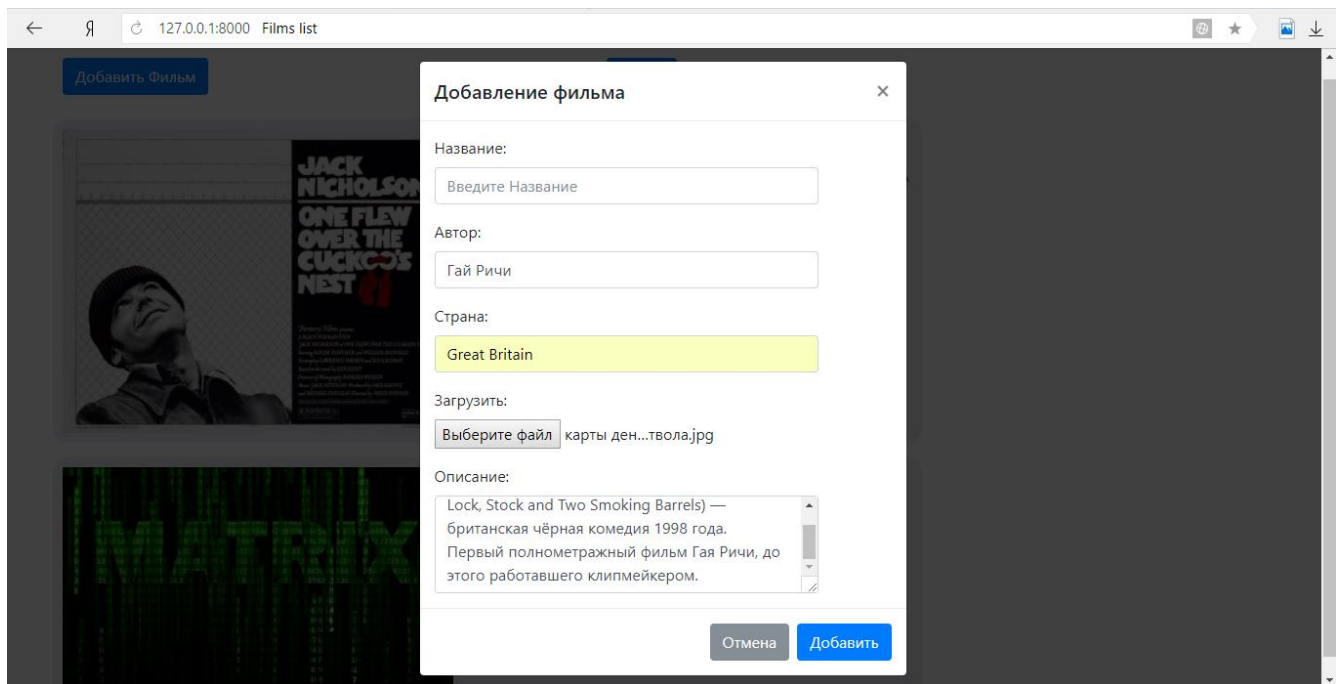 Я 127.0.0.1:8000 Films list
Добавить Фильм
JACK
NICHOLSON
ONE FLEW
OVER THE
CUCKOO'S
NEST
MATRIX
Добавление фильма ×
Название:
Введите Название
Автор:
Гай Ричи
Страна:
Great Britain
Загрузить:
Выберите файл карты ден...твола.jpg
Описание:
Lock, Stock and Two Smoking Barrels) —
британская чёрная комедия 1998 года.
Первый полнометражный фильм Гая Ричи, до
этого работавшего клипмейкером.
Отмена Добавить